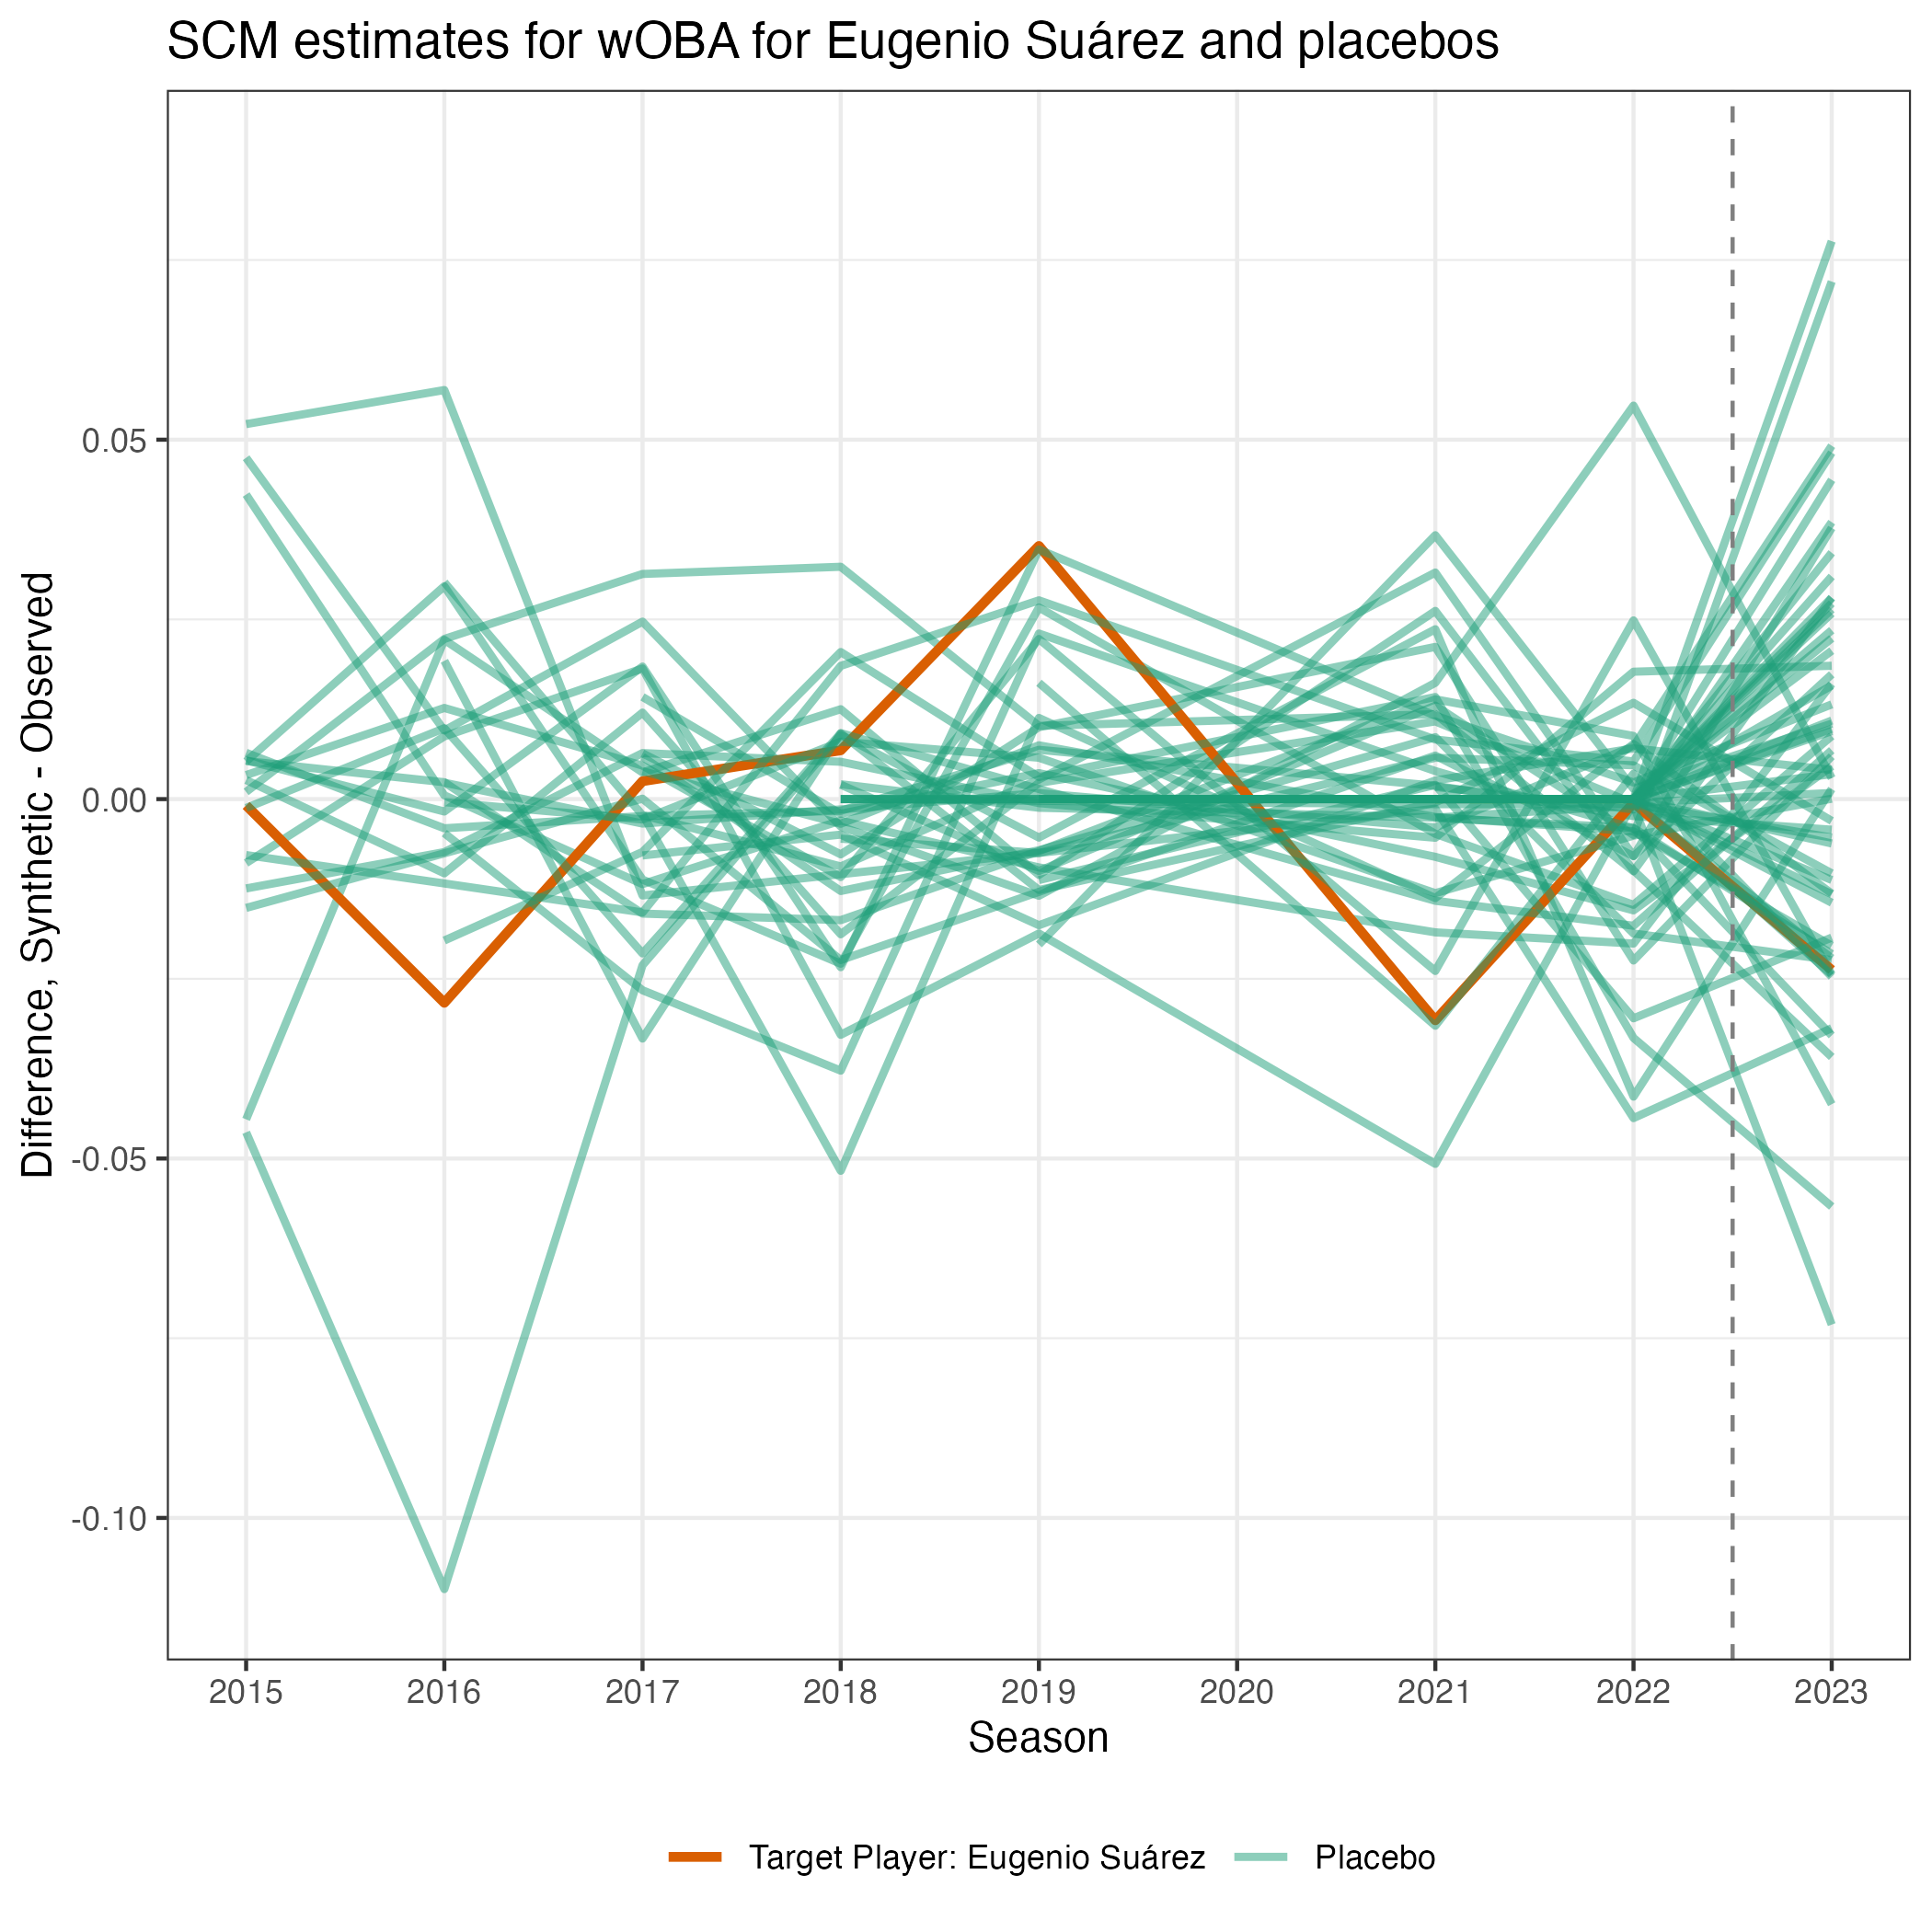 SCM estimates for wOBA for Eugenio Suárez and placebos
Difference, Synthetic - Observed
0.05
0.00
-0.05
-0.10
2015 2016 2017 2018 2019 2020 2021 2022 2023
Season
Target Player: Eugenio Suárez Placebo